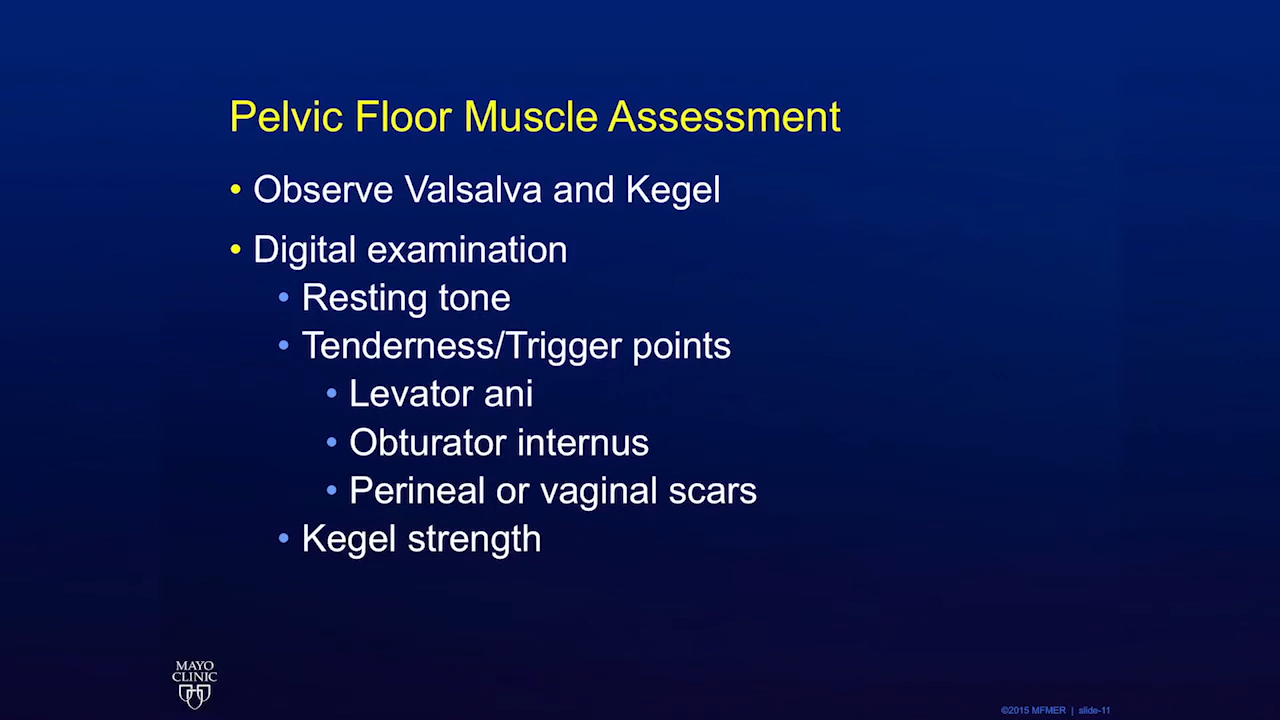 Pelvic Floor Muscle Assessment
• Observe Valsalva and Kegel
• Digital examination
• Resting tone
• Tenderness/Trigger points
• Levator ani
• Obturator internus
• Perineal or vaginal scars
• Kegel strength
MAYO
CLINIC
©2015 MFMER | slide-11